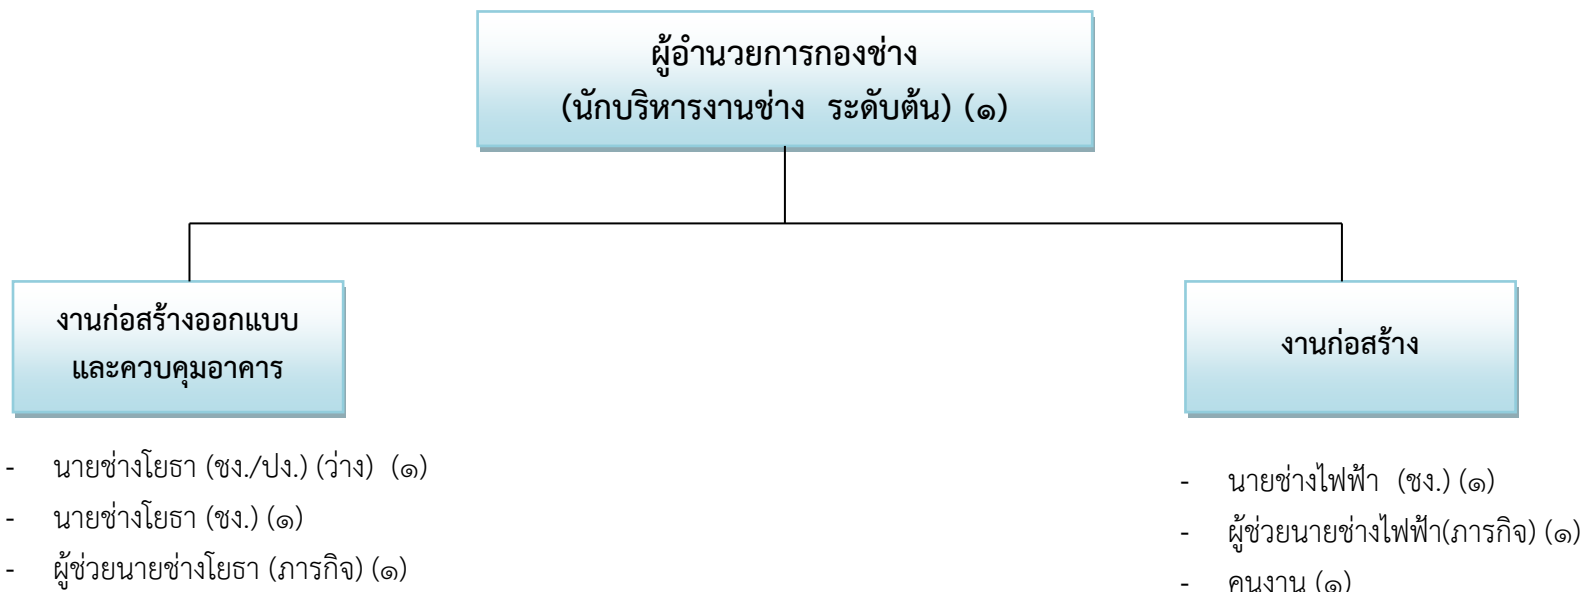 ผู้อำนวยการกองช่าง
(นักบริหารงานช่าง ระดับต้น) (๑)
งานก่อสร้างออกแบบ
และควบคุมอาคาร
- นายช่างโยธา (ชง./ปง.) (ว่าง) (๑)
- นายช่างโยธา (ชง.) (๑)
- ผู้ช่วยนายช่างโยธา (ภารกิจ) (๑)
งานก่อสร้าง
- นายช่างไฟฟ้า (ชง.) (๑)
- ผู้ช่วยนายช่างไฟฟ้า(ภารกิจ) (๑)
- คนงาน (๑)